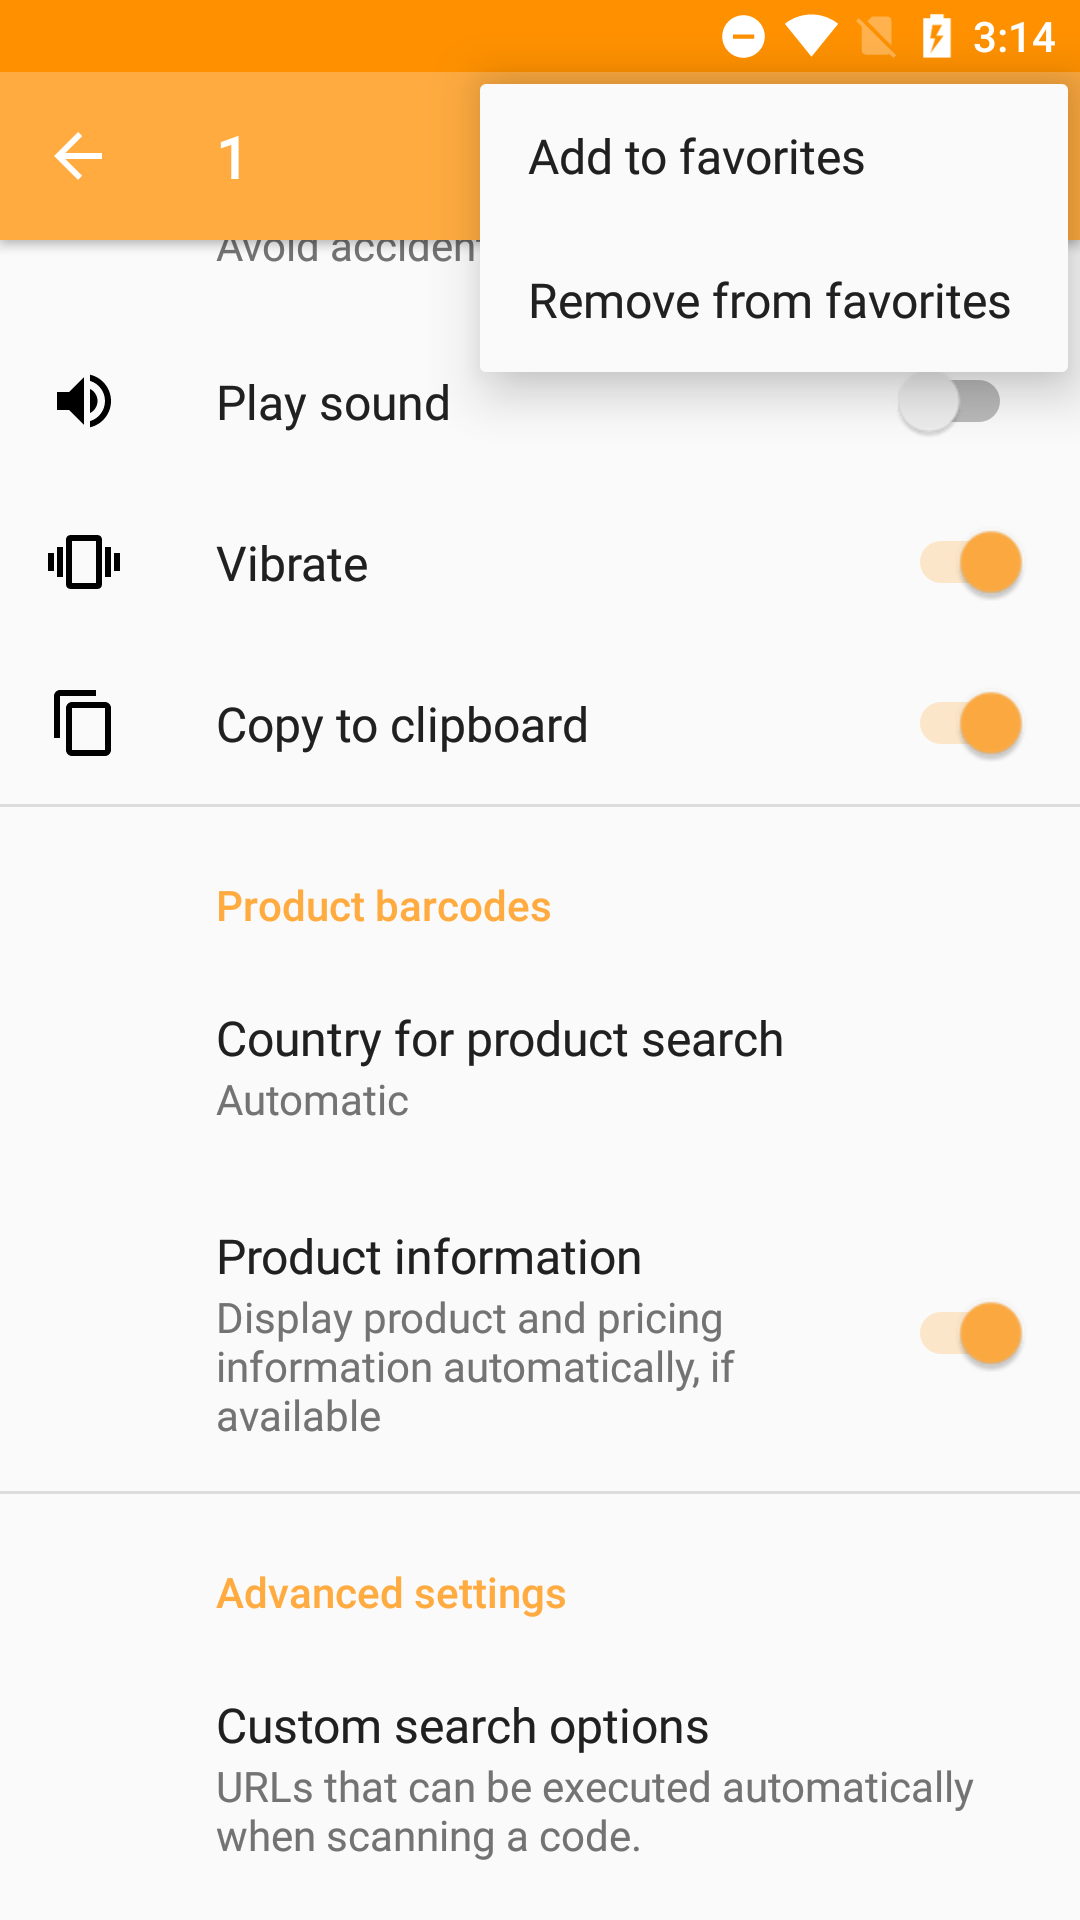 3:14
1
Add to favorites
Remove from favorites
Avoid
Play sound
Vibrate
Copy to clipboard
Product barcodes
Country for product search
Automatic
Product information
Display product and pricing
information automatically, if
available
Advanced settings
Custom search options
URLs that can be executed automatically
when scanning a code.